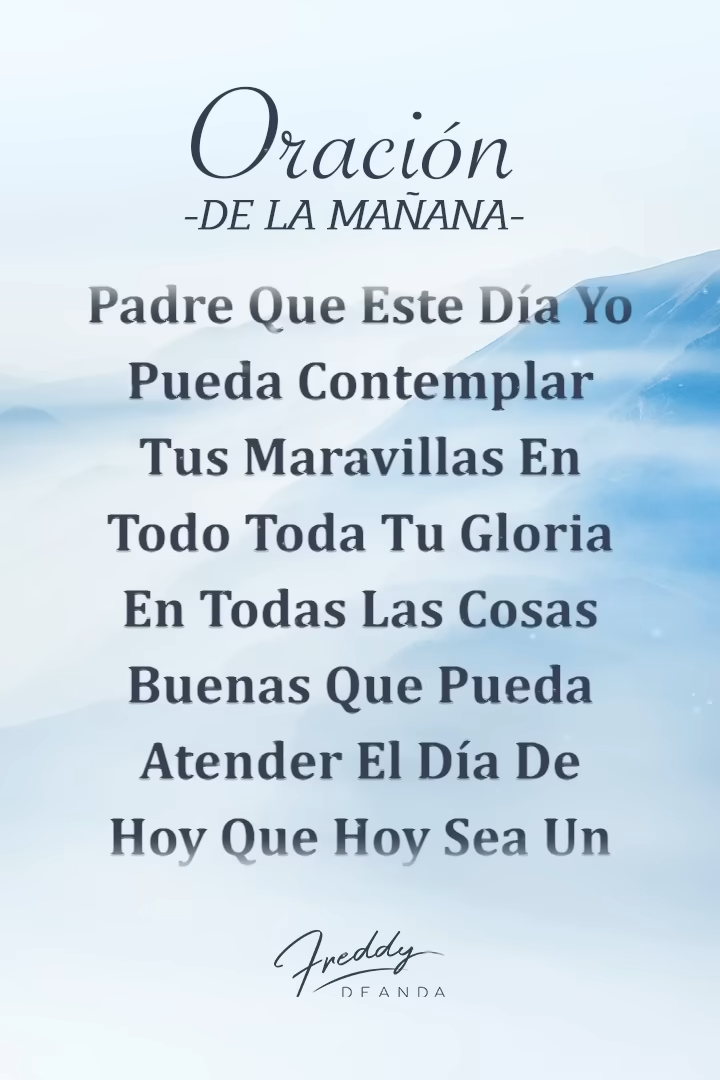 Oración
-DE LA MAÑANA-
Padre Que Este Día Yo
Pueda Contemplar
Tus Maravillas En
Todo Toda Tu Gloria
En Todas Las Cosas
Buenas Que Pueda
Atender El Día De
Hoy Que Hoy Sea Un
Freddy
DEANDA